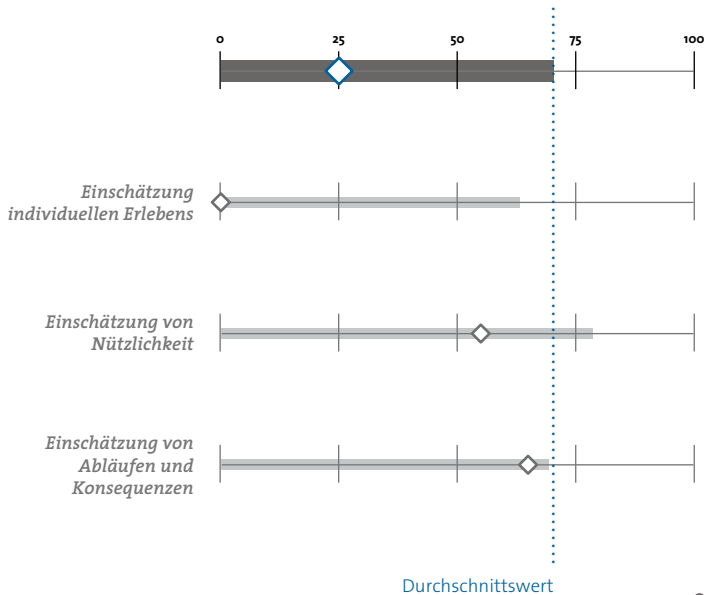 0 25 50 75 100
Einschätzung
individuellen Erlebens
Einschätzung von
Nützlichkeit
Einschätzung von
Abläufen und
Konsequenzen
Durchschnittswert